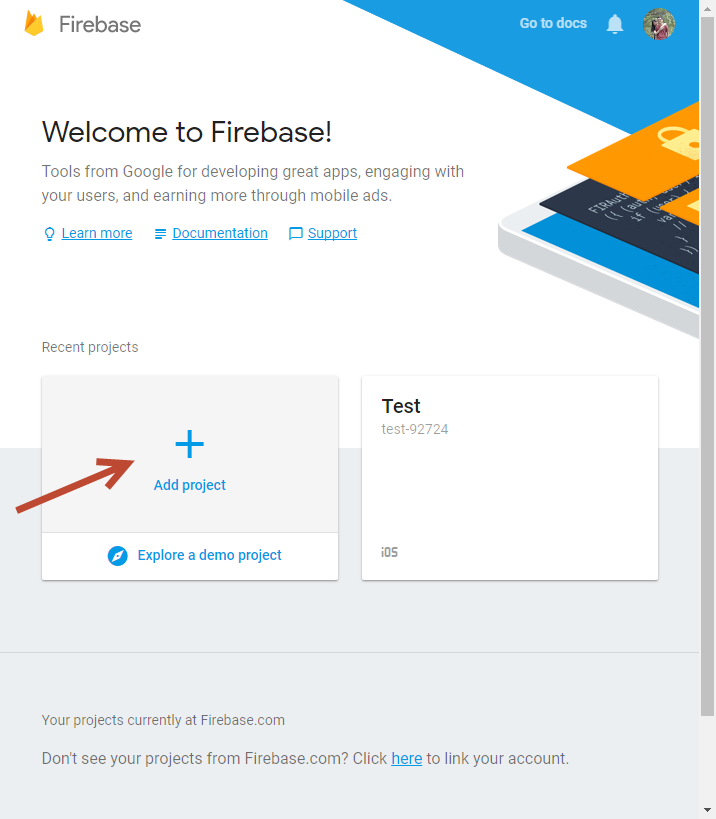 Firebase
Go to docs
Welcome to Firebase!
Tools from Google for developing great apps, engaging with
your users, and earning more through mobile ads.
Learn more
Documentation
Support
Recent projects
Add project
Explore a demo project
Test
test-92724
iOS
Your projects currently at Firebase.com
Don't see your projects from Firebase.com? Click here to link your account.